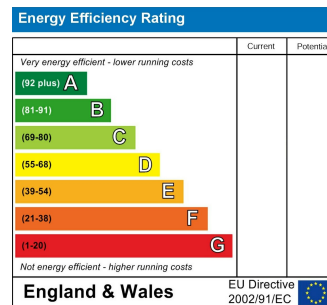 Energy Efficiency Rating
Current Potentia
Very energy efficient - lower running costs
(92 plus) A
(81-91) B
(69-80) C
(55-68) D
(39-54) E
(21-38) F
(1-20) G
Not energy efficient - higher running costs
England & Wales
EU Directive
2002/91/EC